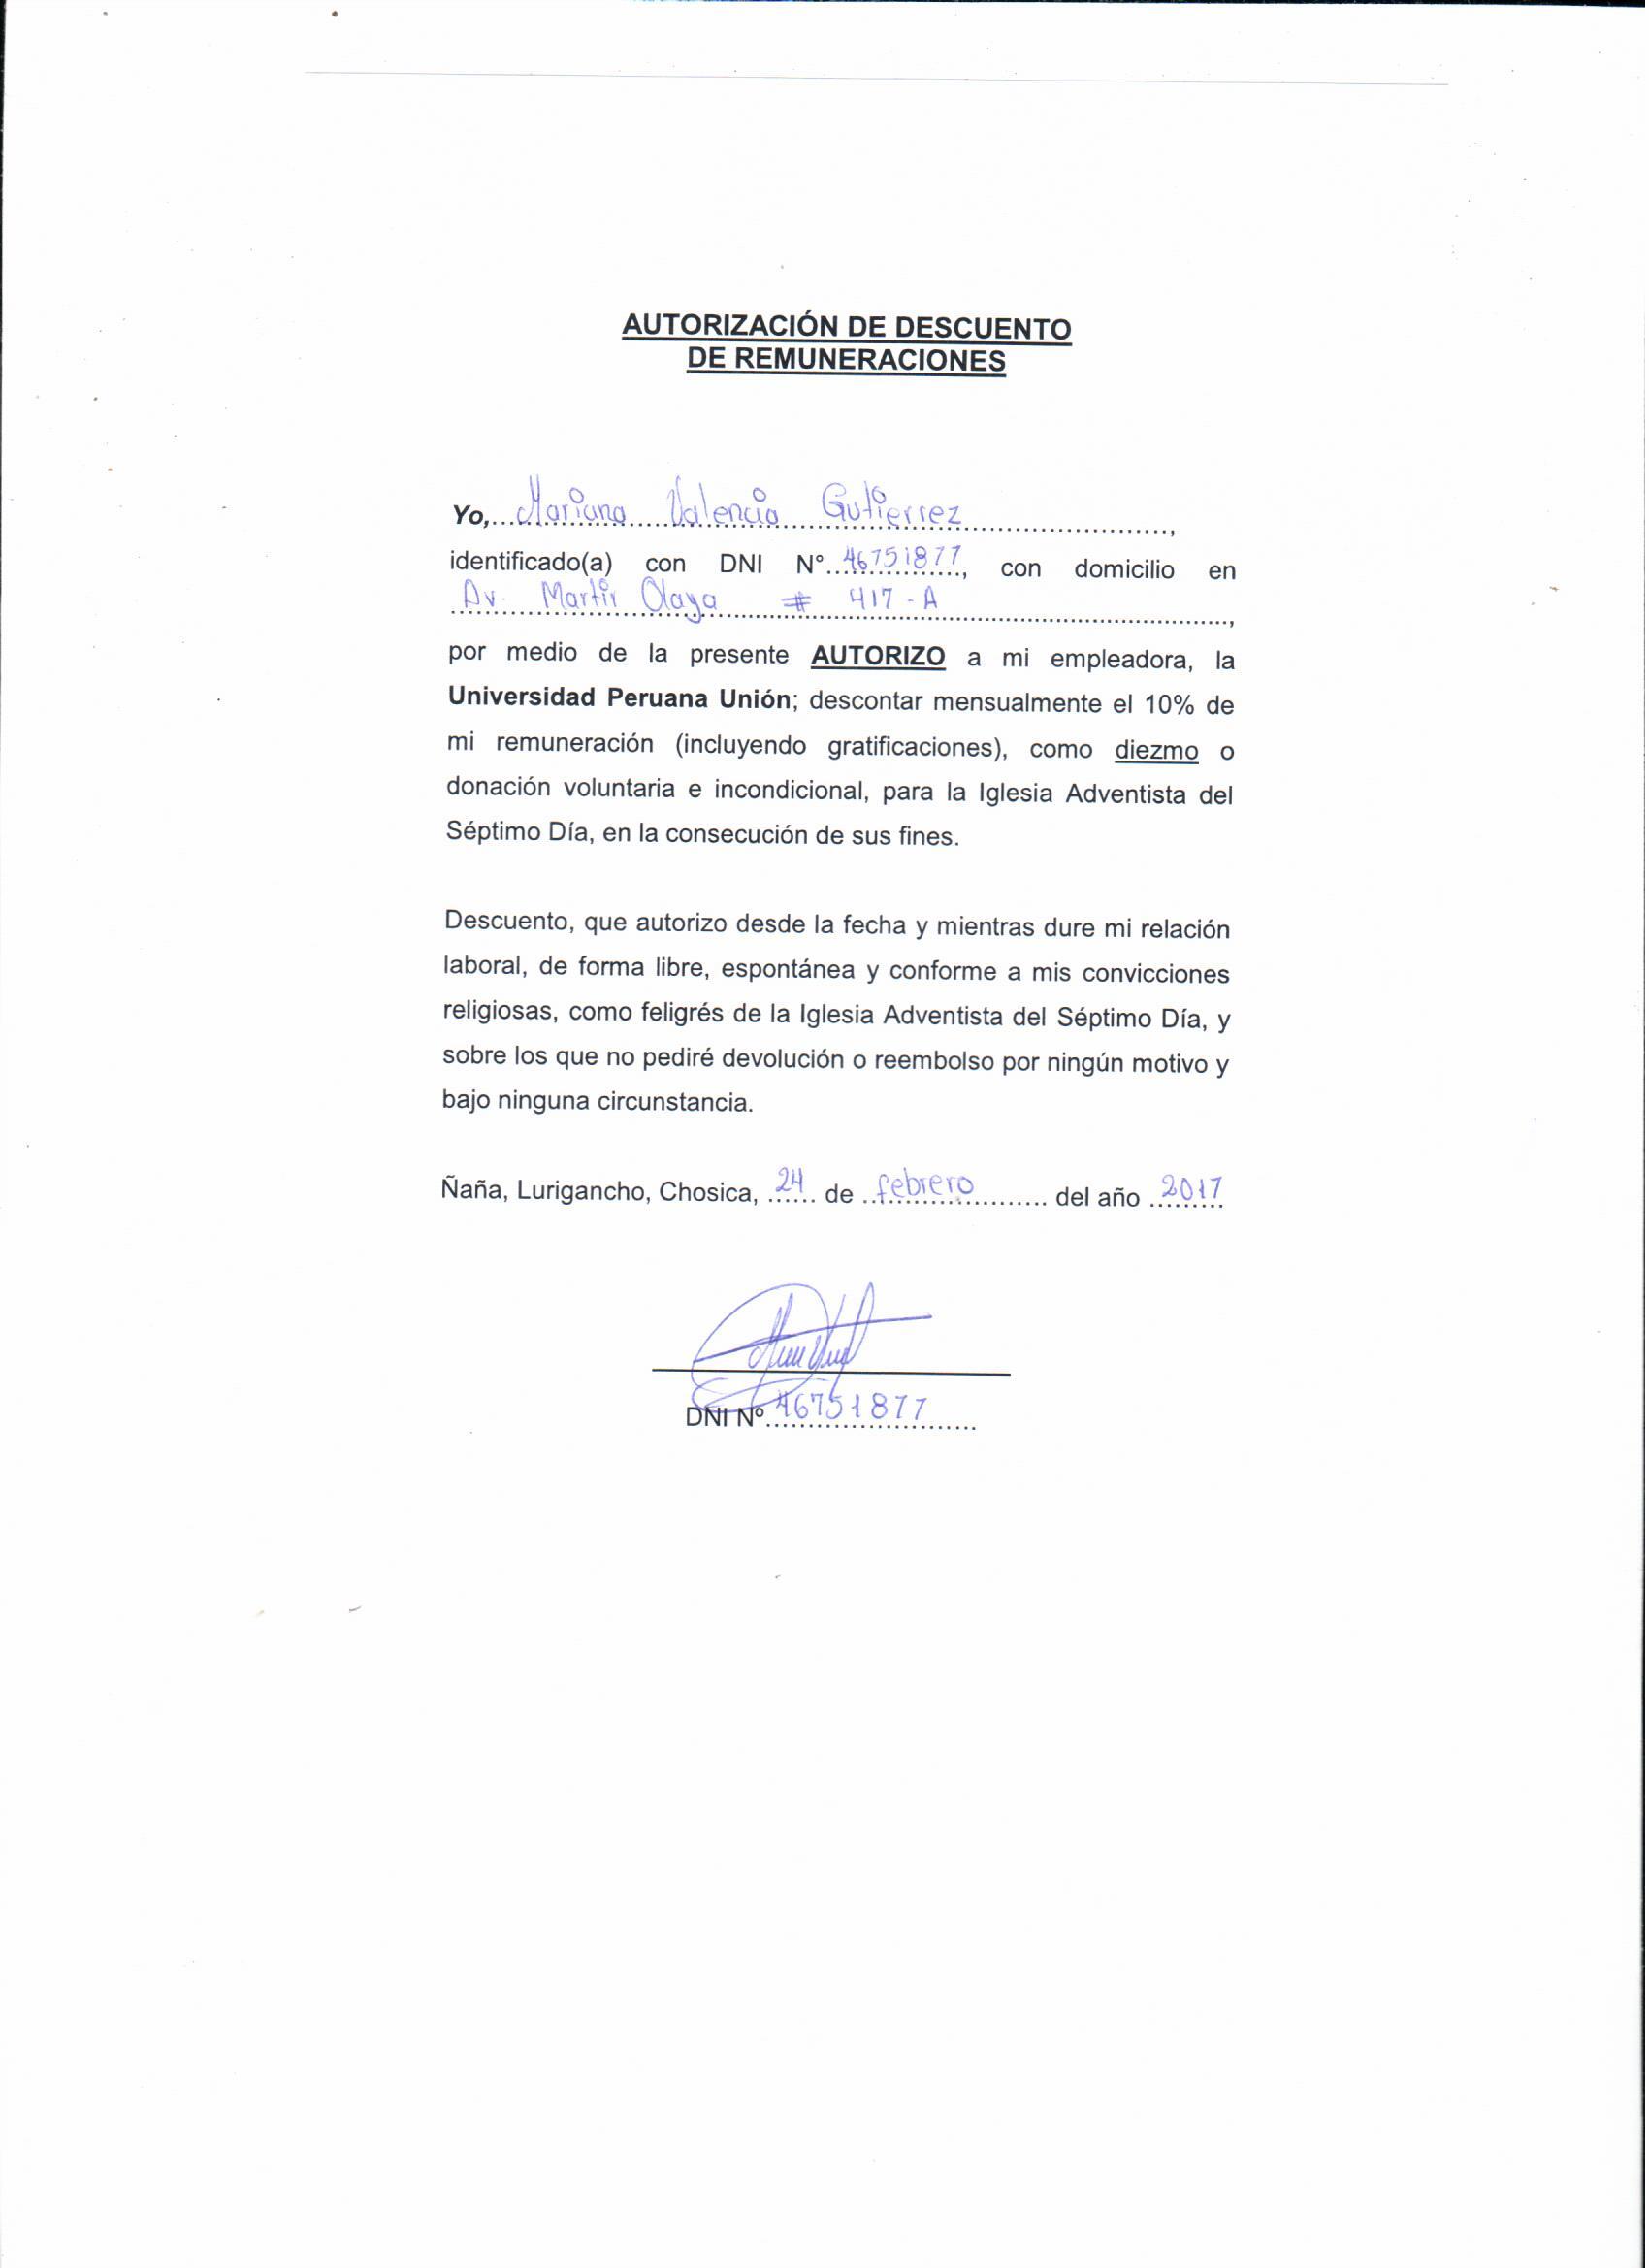 AUTORIZACIÓN DE DESCUENTO
DE REMUNERACIONES
Yo,...Mariana Valencia Gutierrez...,
identificado(a) con DNI N°.46751877., con domicilio en
Av. Martir Olaya # 417 - A,
por medio de la presente AUTORIZO a mi empleadora, la
Universidad Peruana Unión; descontar mensualmente el 10% de
mi remuneración (incluyendo gratificaciones), como diezmo o
donación voluntaria e incondicional, para la Iglesia Adventista del
Séptimo Día, en la consecución de sus fines.
Descuento, que autorizo desde la fecha y mientras dure mi relación
laboral, de forma libre, espontánea y conforme a mis convicciones
religiosas, como feligrés de la Iglesia Adventista del Séptimo Día, y
sobre los que no pediré devolución o reembolso por ningún motivo y
bajo ninguna circunstancia.
Ñaña, Lurigancho, Chosica, 24 de febrero del año 2017
DNI N° 46751877